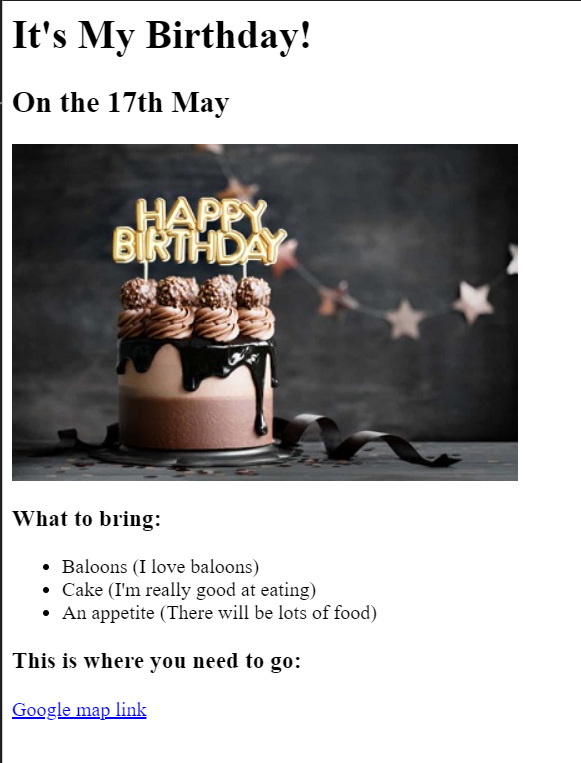 It's My Birthday!
On the 17th May
HAPPY
BIRTHDAY
What to bring:
Baloons (I love baloons)
Cake (I'm really good at eating)
An appetite (There will be lots of food)
This is where you need to go:
Google map link